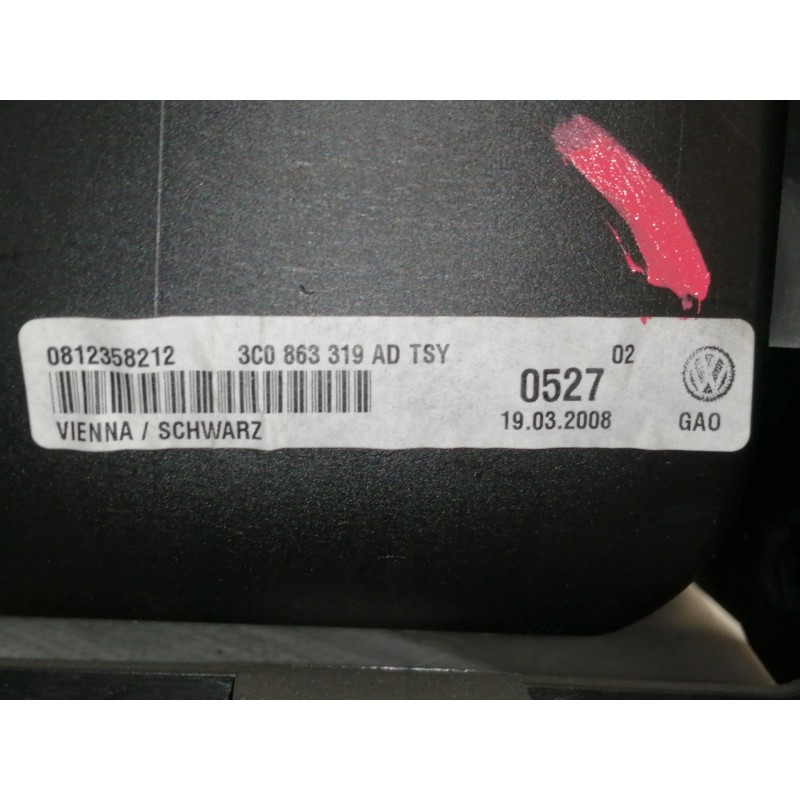 0812358212 3C0 863 319 AD TSY 02
0527
VIENNA / SCHWARZ 19.03.2008 GAO